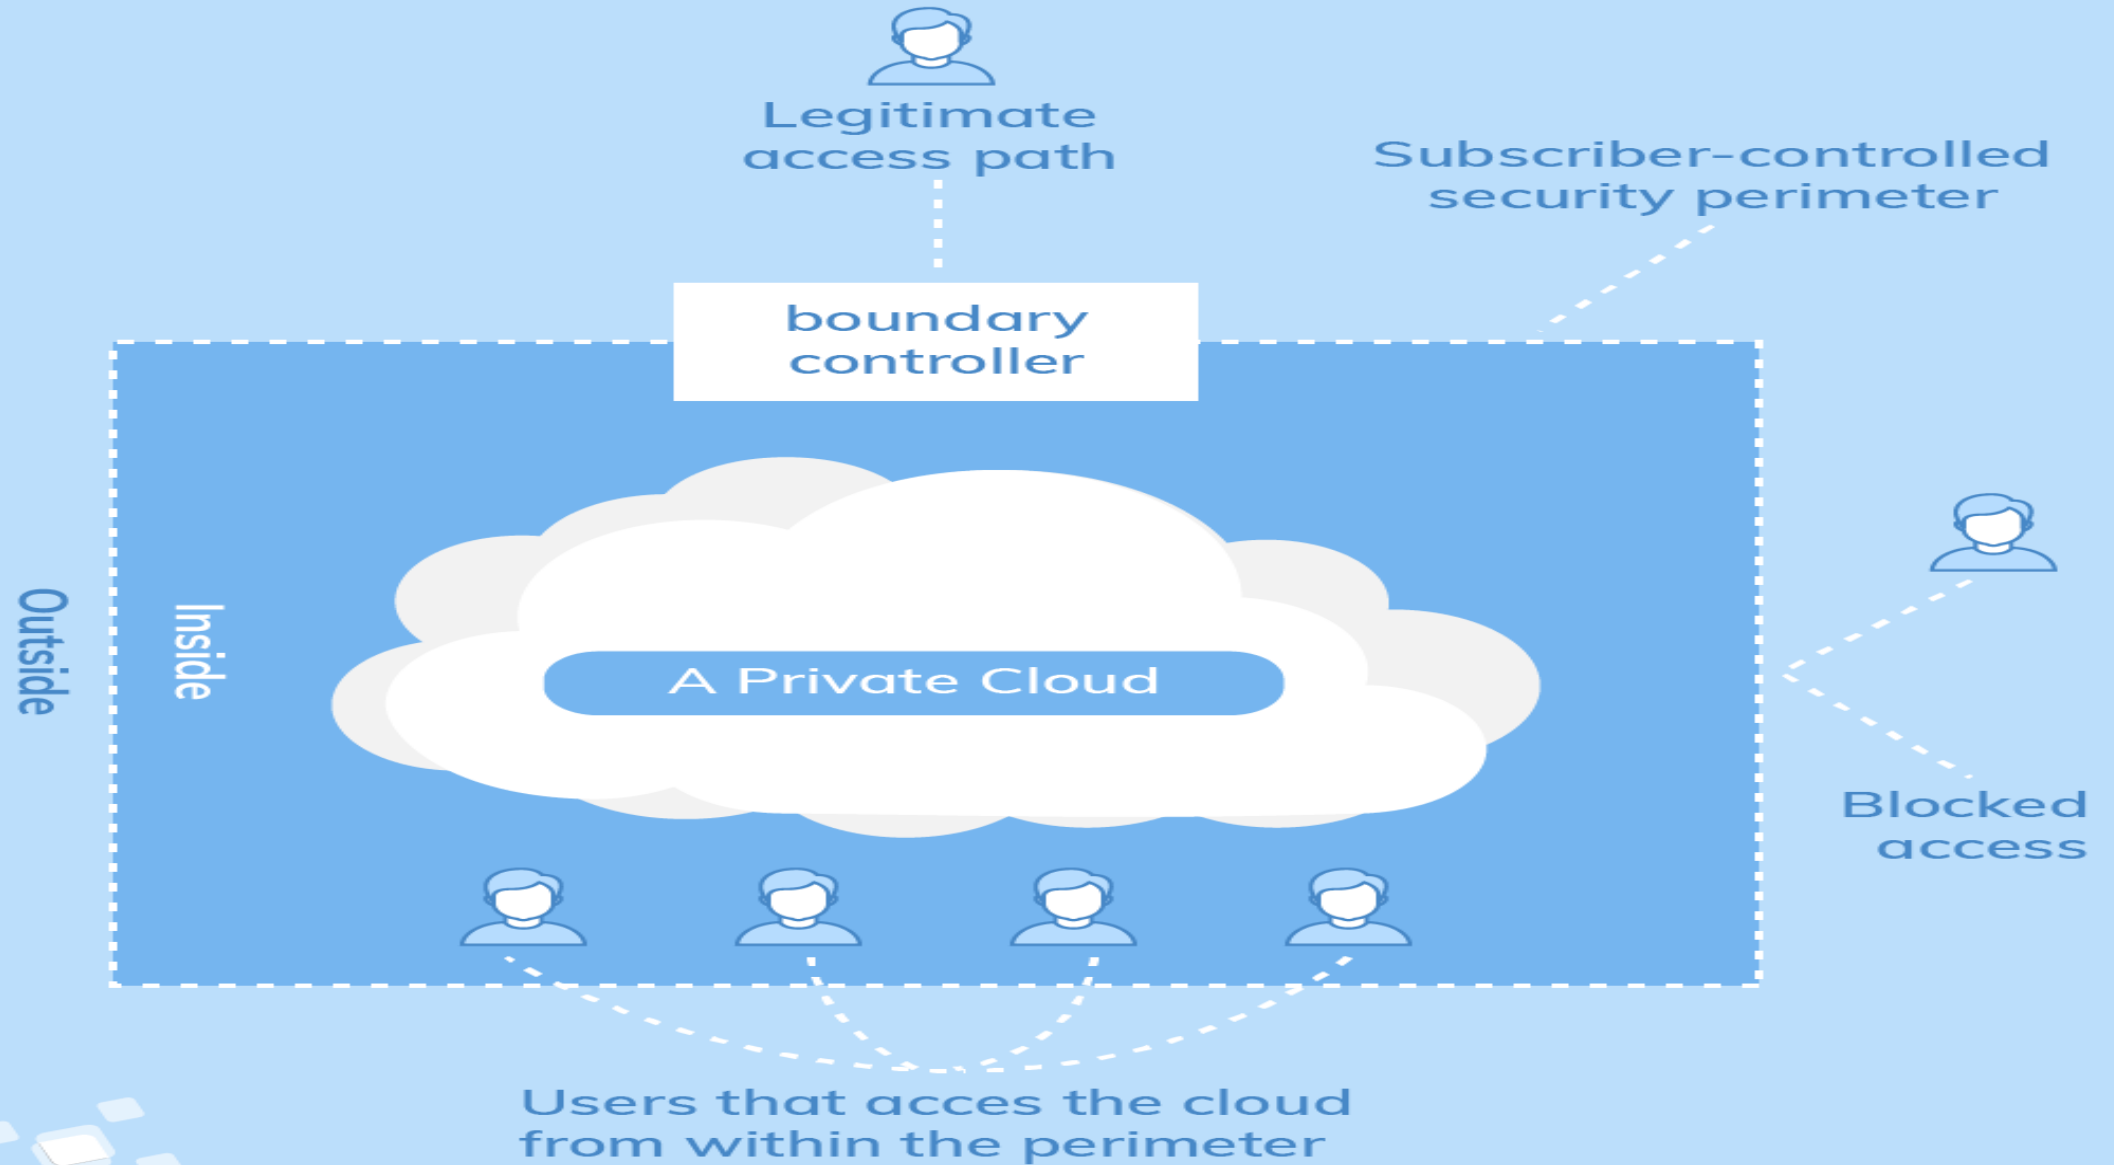 Legitimate
access path
Subscriber-controlled
security perimeter
boundary
controller
Outside
Inside
A Private Cloud
Blocked
access
Users that acces the cloud
from within the perimeter